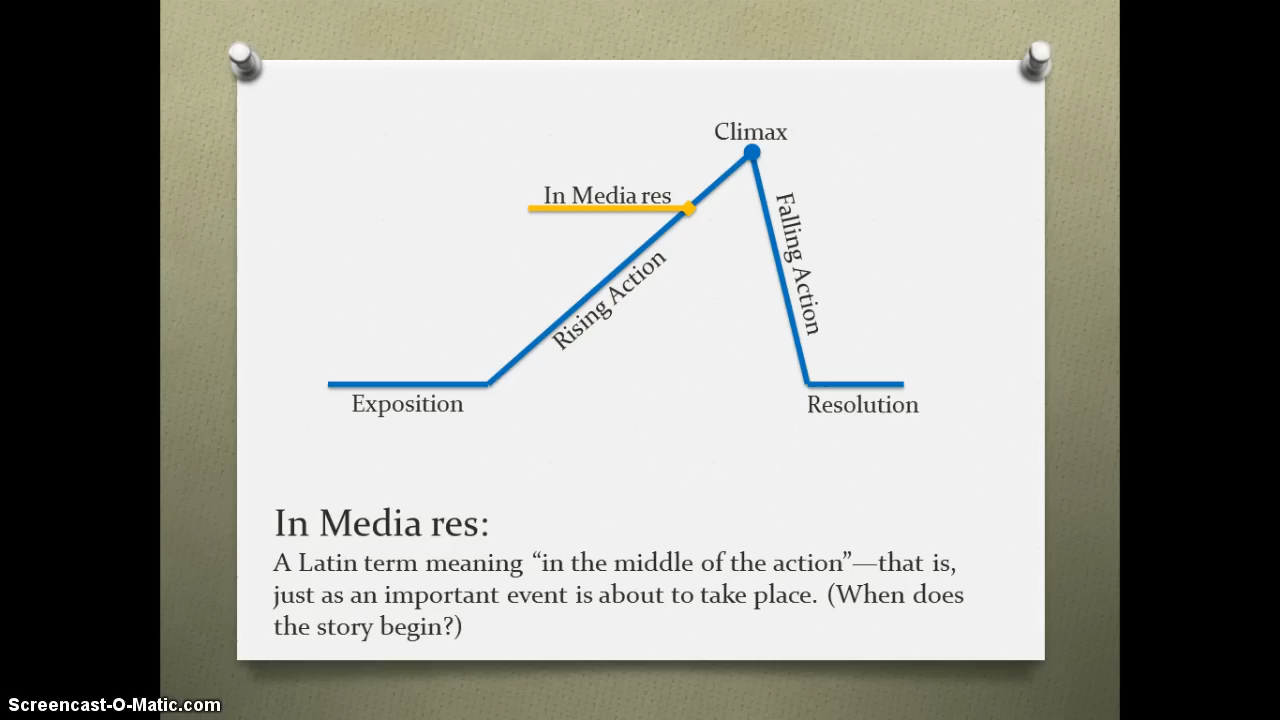 Climax
In Media res
Falling Action
Rising Action
Exposition
Resolution
In Media res:
A Latin term meaning “in the middle of the action”—that is,
just as an important event is about to take place. (When does
the story begin?)
Screencast-O-Matic.com